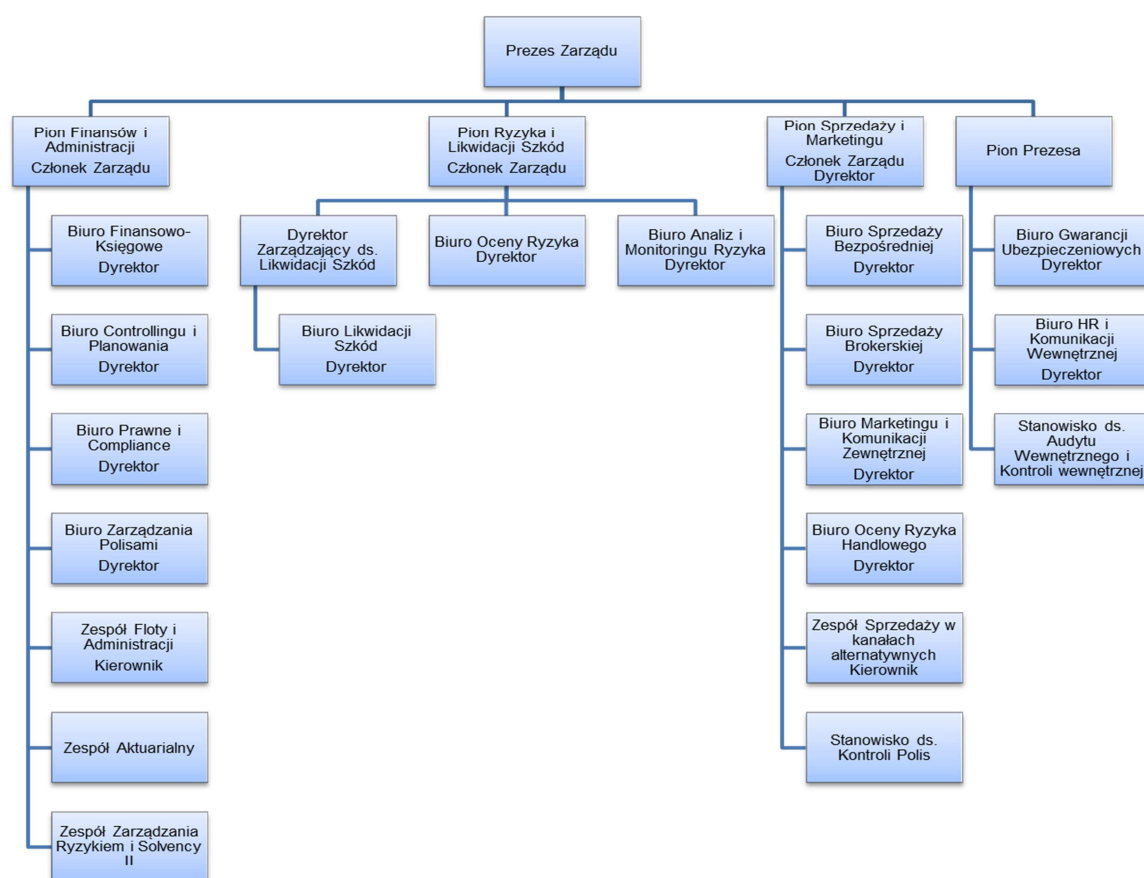 Prezes Zarządu
Pion Finansów i
Administracji
Członek Zarządu
Pion Ryzyka i
Likwidacji Szkód
Członek Zarządu
Pion Sprzedaży i
Marketingu
Członek Zarządu
Dyrektor
Pion Prezesa
Biuro Finansowo-
Księgowe
Dyrektor
Biuro Controllingu i
Planowania
Dyrektor
Biuro Prawne i
Compliance
Dyrektor
Biuro Zarządzania
Polisami
Dyrektor
Zespół Floty i
Administracji
Kierownik
Zespół Aktuarialny
Zespół Zarządzania
Ryzykiem i Solvency
II
Dyrektor
Zarządzający ds.
Likwidacji Szkód
Biuro Likwidacji
Szkód
Dyrektor
Biuro Oceny Ryzyka
Dyrektor
Biuro Analiz i
Monitoringu Ryzyka
Dyrektor
Biuro Sprzedaży
Bezpośredniej
Dyrektor
Biuro Sprzedaży
Brokerskiej
Dyrektor
Biuro Marketingu i
Komunikacji
Zewnętrznej
Dyrektor
Biuro Oceny Ryzyka
Handlowego
Dyrektor
Zespół Sprzedaży w
kanałach
alternatywnych
Kierownik
Stanowisko ds.
Kontroli Polis
Biuro Gwarancji
Ubezpieczeniowych
Dyrektor
Biuro HR i
Komunikacji
Wewnętrznej
Dyrektor
Stanowisko ds.
Audytu
Wewnętrznego i
Kontroli wewnętrznej